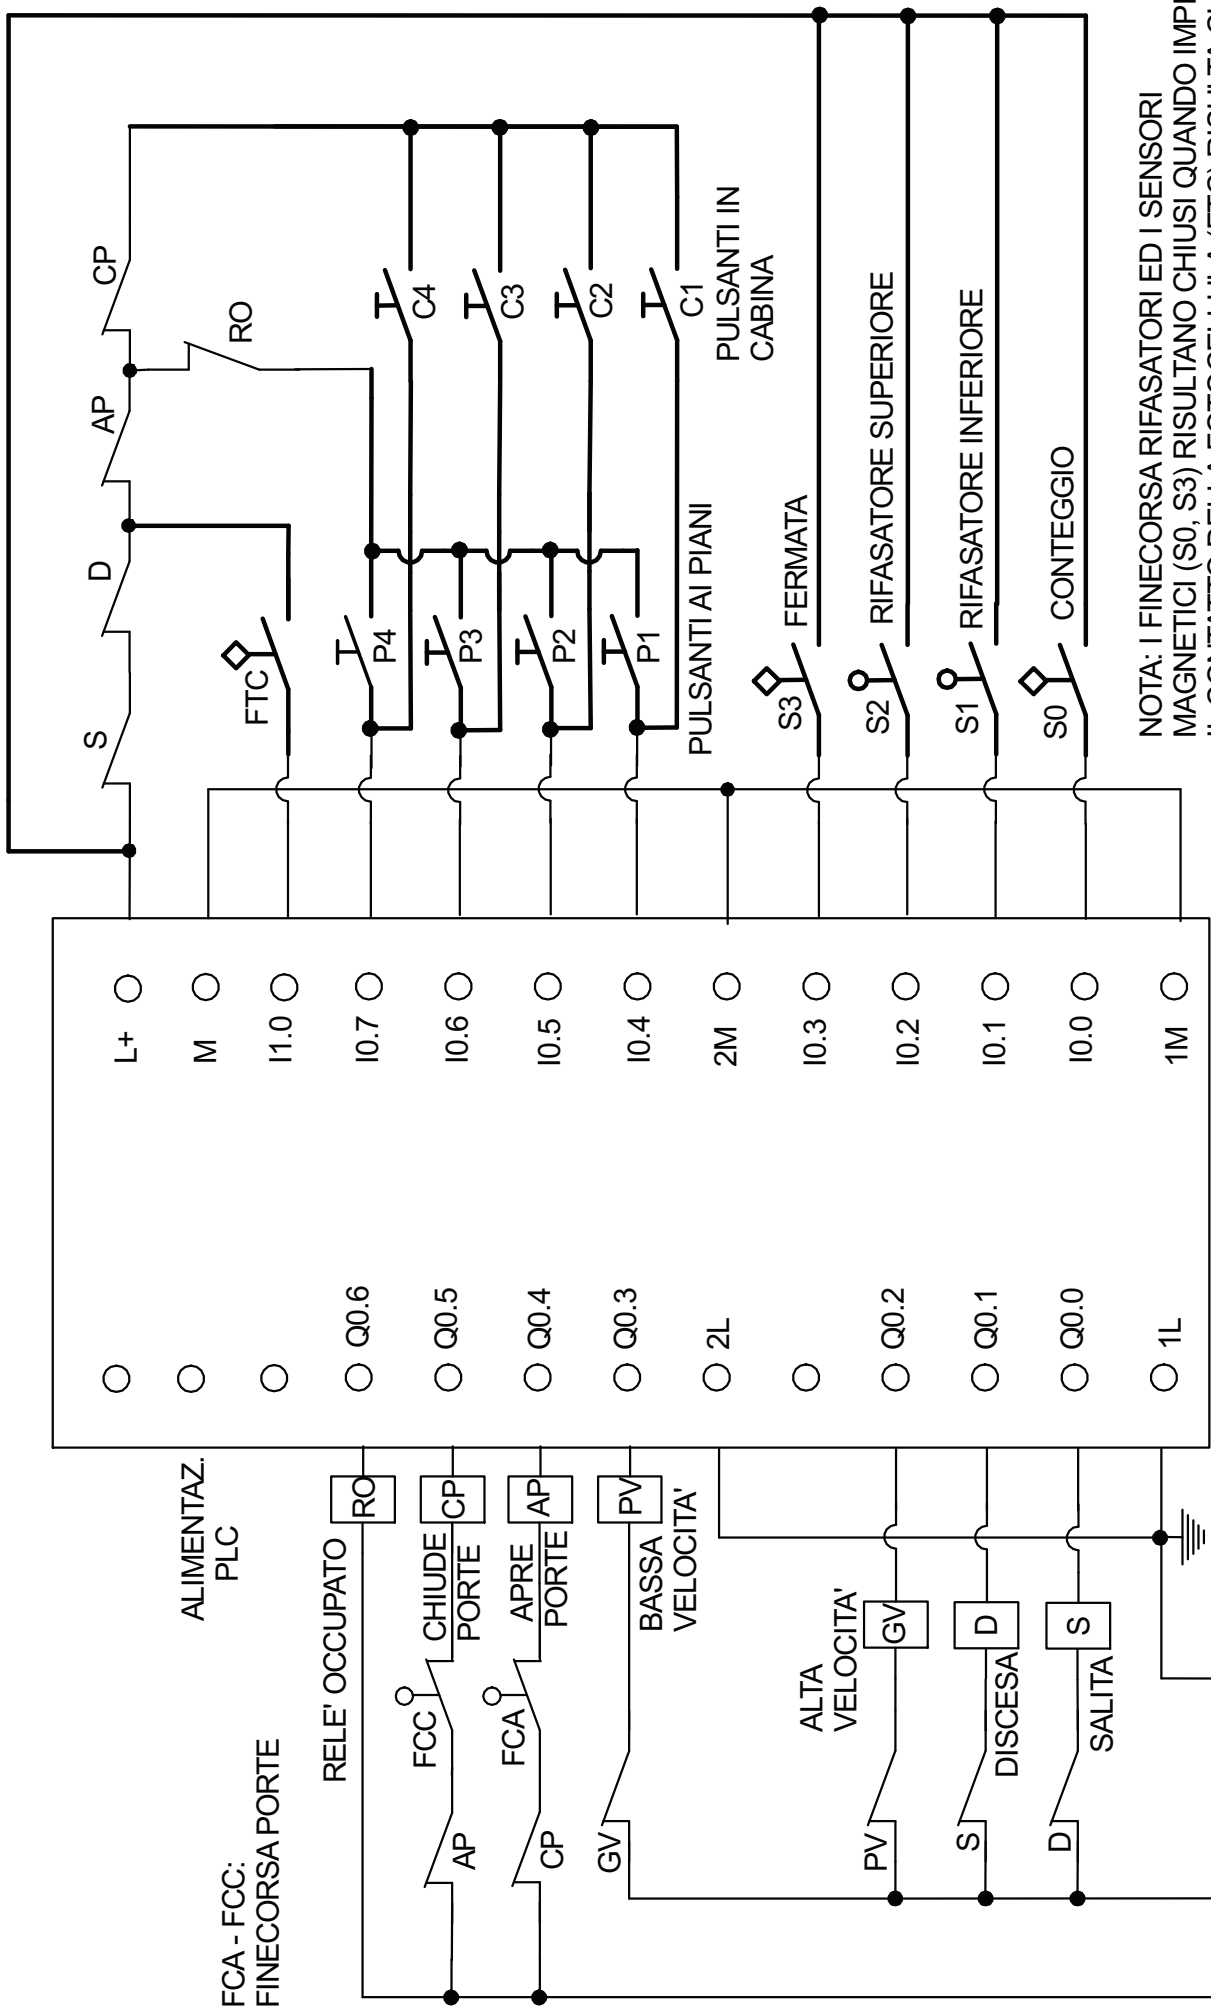 FCA - FCC:
FINECORSA PORTE
ALIMENTAZ.
PLC
RELE' OCCUPATO
RO
CHIUDE
PORTE
CP
FCC
AP
APRE
PORTE
AP
FCA
CP
GV
BASSA
VELOCITA'
PV
ALTA
VELOCITA'
PV
GV
S
DISCESA
D
D
SALITA
S
Q0.6
Q0.5
Q0.4
Q0.3
2L
Q0.2
Q0.1
Q0.0
1L
L+
M
I1.0
I0.7
I0.6
I0.5
I0.4
2M
I0.3
I0.2
I0.1
I0.0
1M
S
D
AP
CP
RO
FTC
P4
P3
P2
P1
PULSANTI AI PIANI
C4
C3
C2
C1
PULSANTI IN
CABINA
S3
FERMATA
S2
RIFASATORE SUPERIORE
S1
RIFASATORE INFERIORE
S0
CONTEGGIO
NOTA: I FINECORSA RIFASATORI ED I SENSORI
MAGNETICI (S0, S3) RISULTANO CHIUSI QUANDO